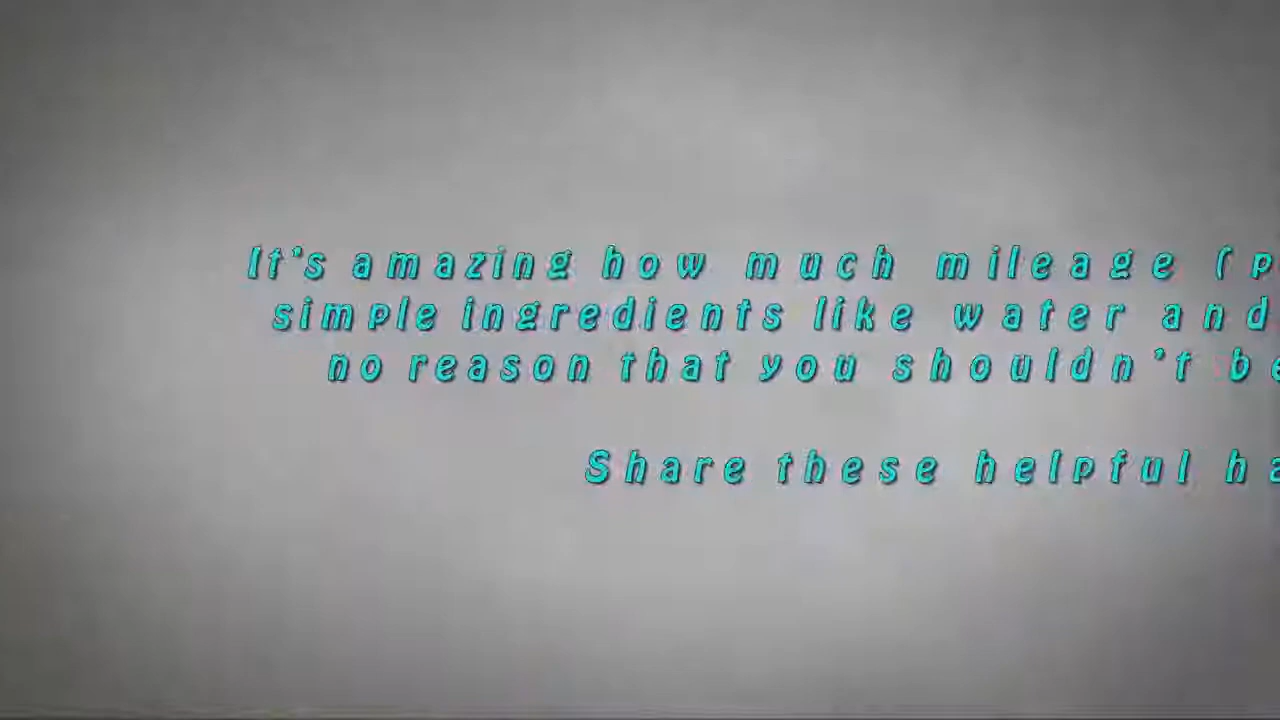 It's amazing how much mileage (p
simple ingredients like water and
no reason that you shouldn't be
Share these helpful ha